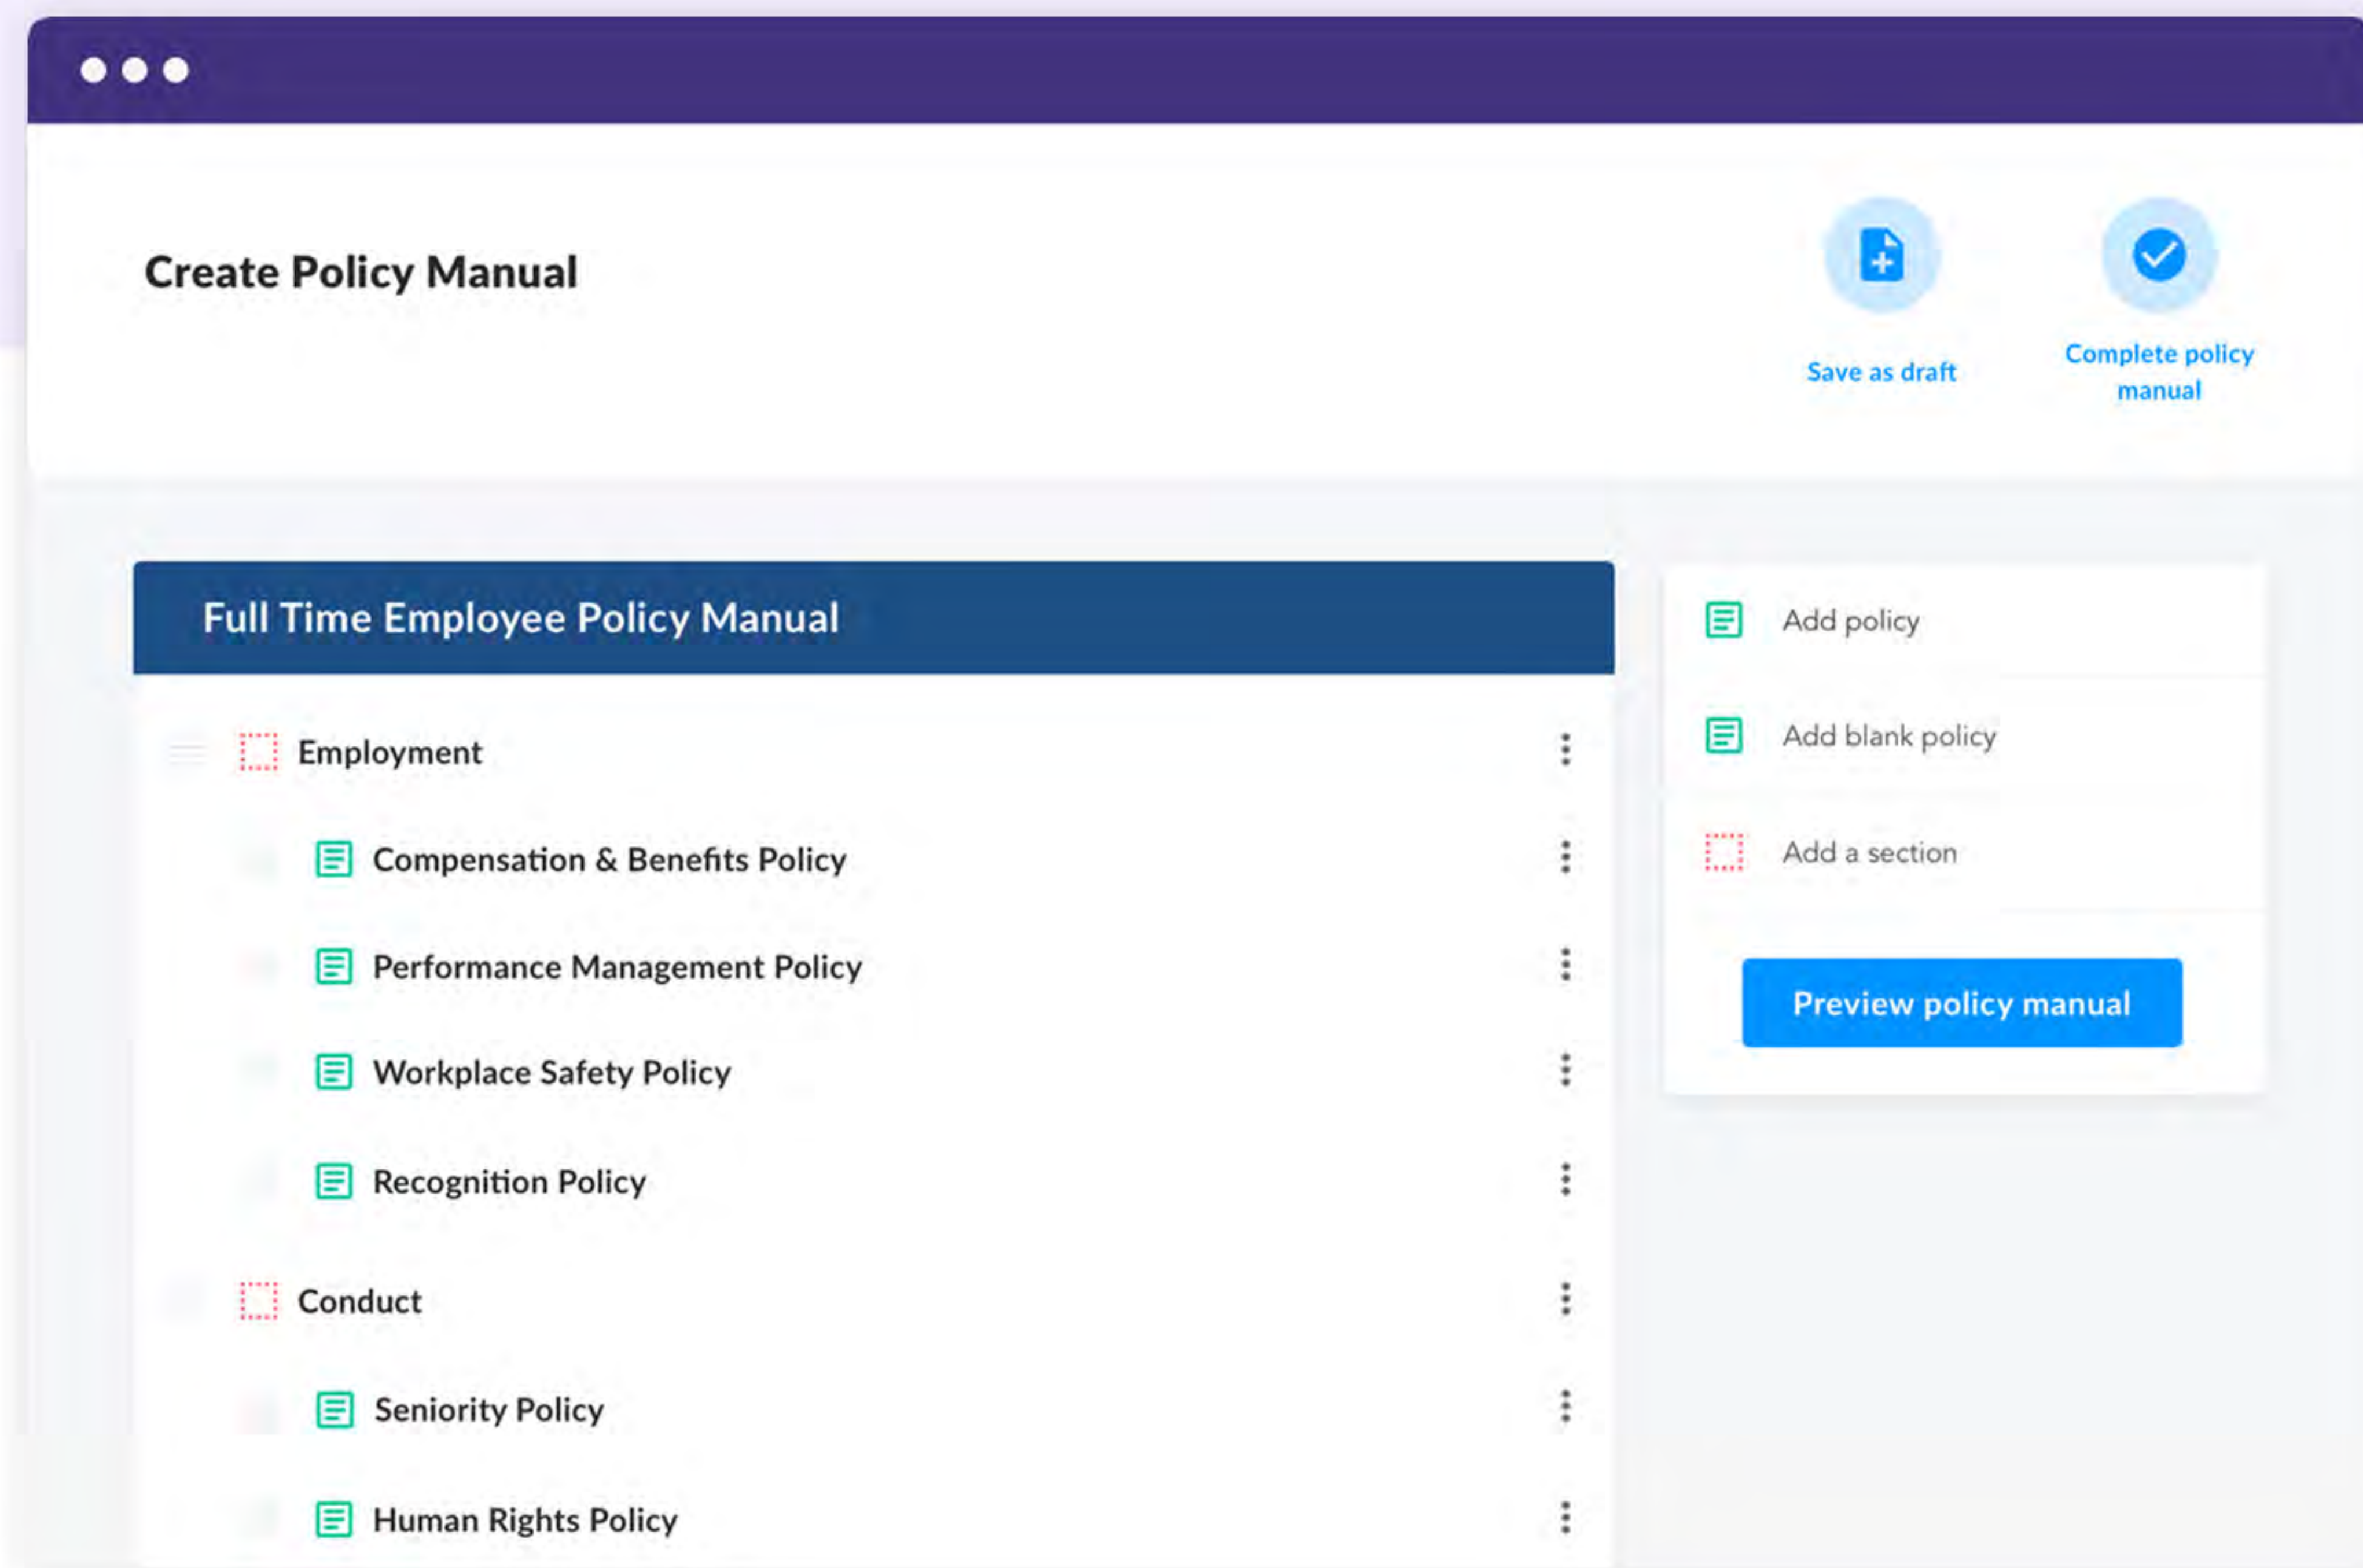 Create Policy Manual
Save as draft
Complete policy
manual
Full Time Employee Policy Manual
Employment
Compensation & Benefits Policy
Performance Management Policy
Workplace Safety Policy
Recognition Policy
Conduct
Seniority Policy
Human Rights Policy
Add policy
Add blank policy
Add a section
Preview policy manual